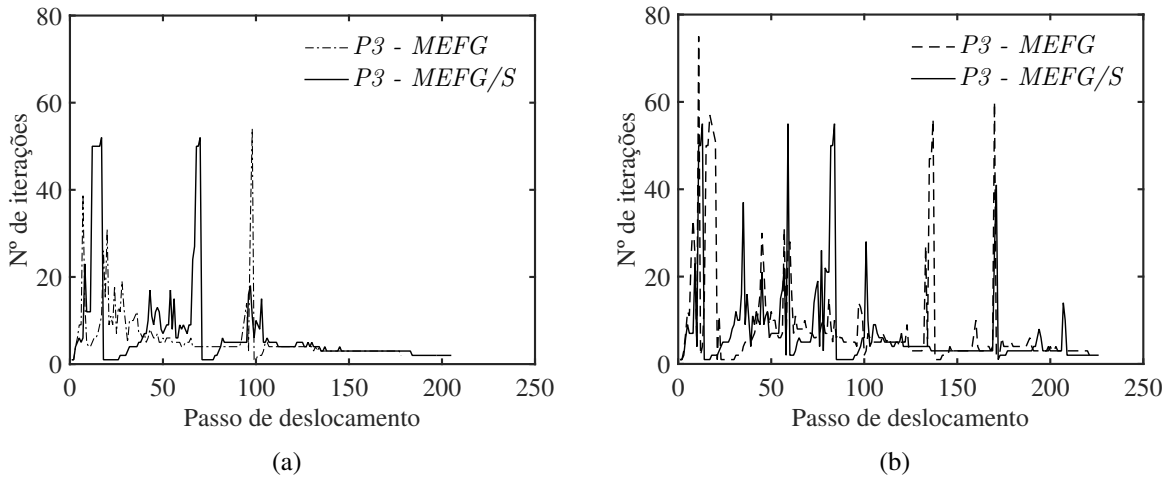 80
60
40
20
0
Nº de iterações
P3 - MEFG
P3 - MEFG/S
0 50 100 150 200 250
Passo de deslocamento
(a)
80
60
40
20
0
Nº de iterações
P3 - MEFG
P3 - MEFG/S
0 50 100 150 200 250
Passo de deslocamento
(b)